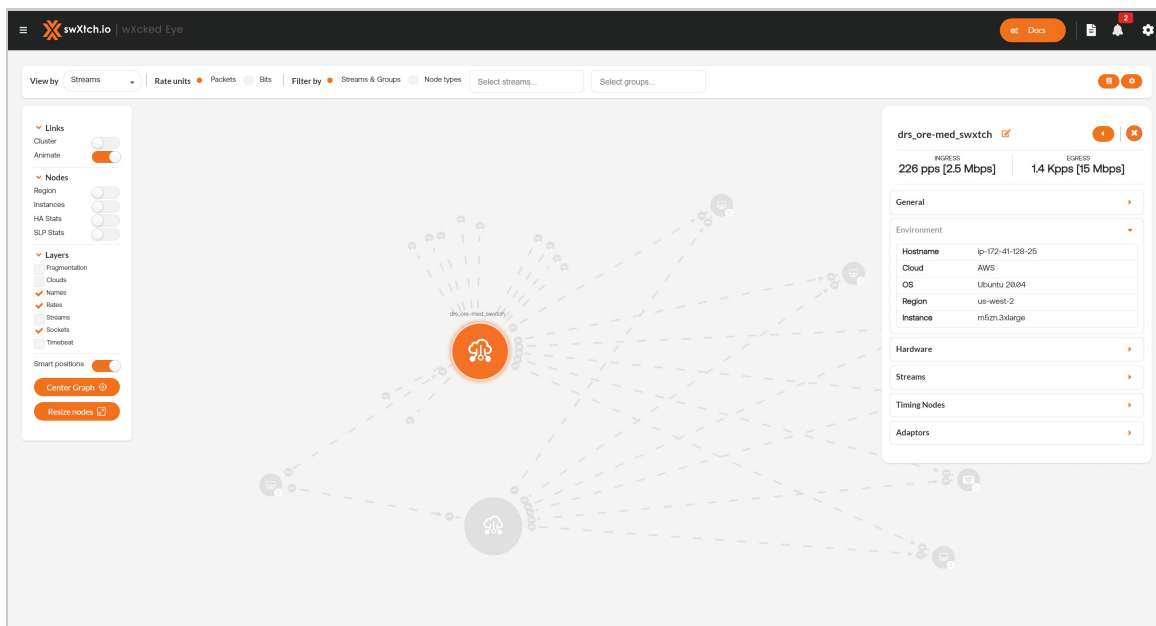 swXtch.io | wXcked Eye
Docs
2
View by Streams Rate units Packets Bits Filter by Streams & Groups Node types Select streams... Select groups...
Links
Cluster
Animate
Nodes
Region
Instances
HA Stats
SLP Stats
Layers
Fragmentation
Clouds
Names
Rates
Streams
Sockets
Timebeat
Smart positions
Center Graph
Resize nodes
drs_ore-med_swxtch
drs_ore-med_swxtch
INGRESS EGRESS
226 pps [2.5 Mbps] 1.4 Kpps [15 Mbps]
General
Environment
Hostname ip-172-41-128-25
Cloud AWS
OS Ubuntu 20.04
Region us-west-2
Instance m5zn.3xlarge
Hardware
Streams
Timing Nodes
Adaptors